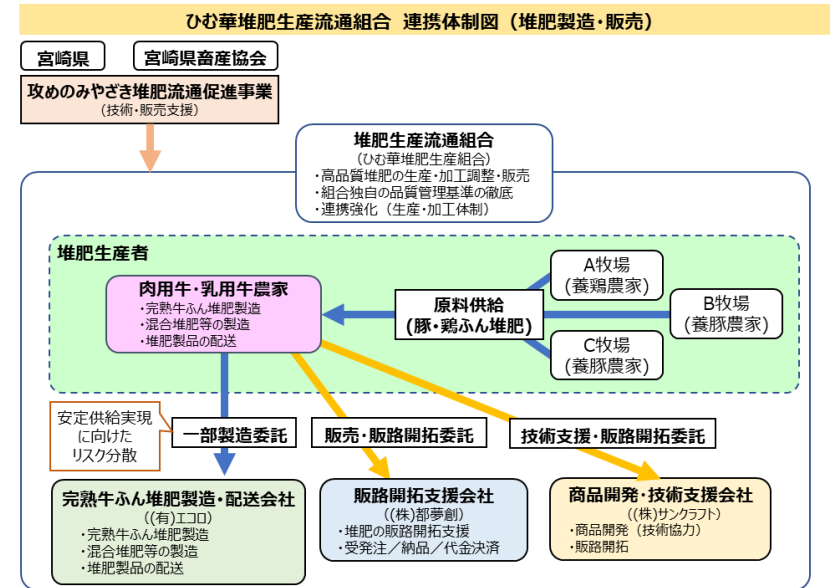 ひむ華堆肥生産流通組合 連携体制図（堆肥製造・販売）
宮崎県
宮崎県畜産協会
攻めのみやざき堆肥流通促進事業
（技術・販売支援）
堆肥生産流通組合
（ひむ華堆肥生産組合）
・高品質堆肥の生産・加工調整・販売
・組合独自の品質管理基準の徹底
・連携強化（生産・加工体制）
堆肥生産者
肉用牛・乳用牛農家
・完熟牛ふん堆肥製造
・混合堆肥等の製造
・堆肥製品の配送
原料供給
(豚・鶏ふん堆肥)
A牧場
(養鶏農家)
B牧場
(養豚農家)
C牧場
(養豚農家)
安定供給実現
に向けた
リスク分散
一部製造委託
販売・販路開拓委託
技術支援・販路開拓委託
完熟牛ふん堆肥製造・配送会社
（(有)エコロ）
・完熟牛ふん堆肥製造
・混合堆肥等の製造
・堆肥製品の配送
販路開拓支援会社
（(株)都夢創）
・堆肥の販路開拓支援
・受発注／納品／代金決済
商品開発・技術支援会社
（(株)サンクラフト）
・商品開発（技術協力）
・販路開拓